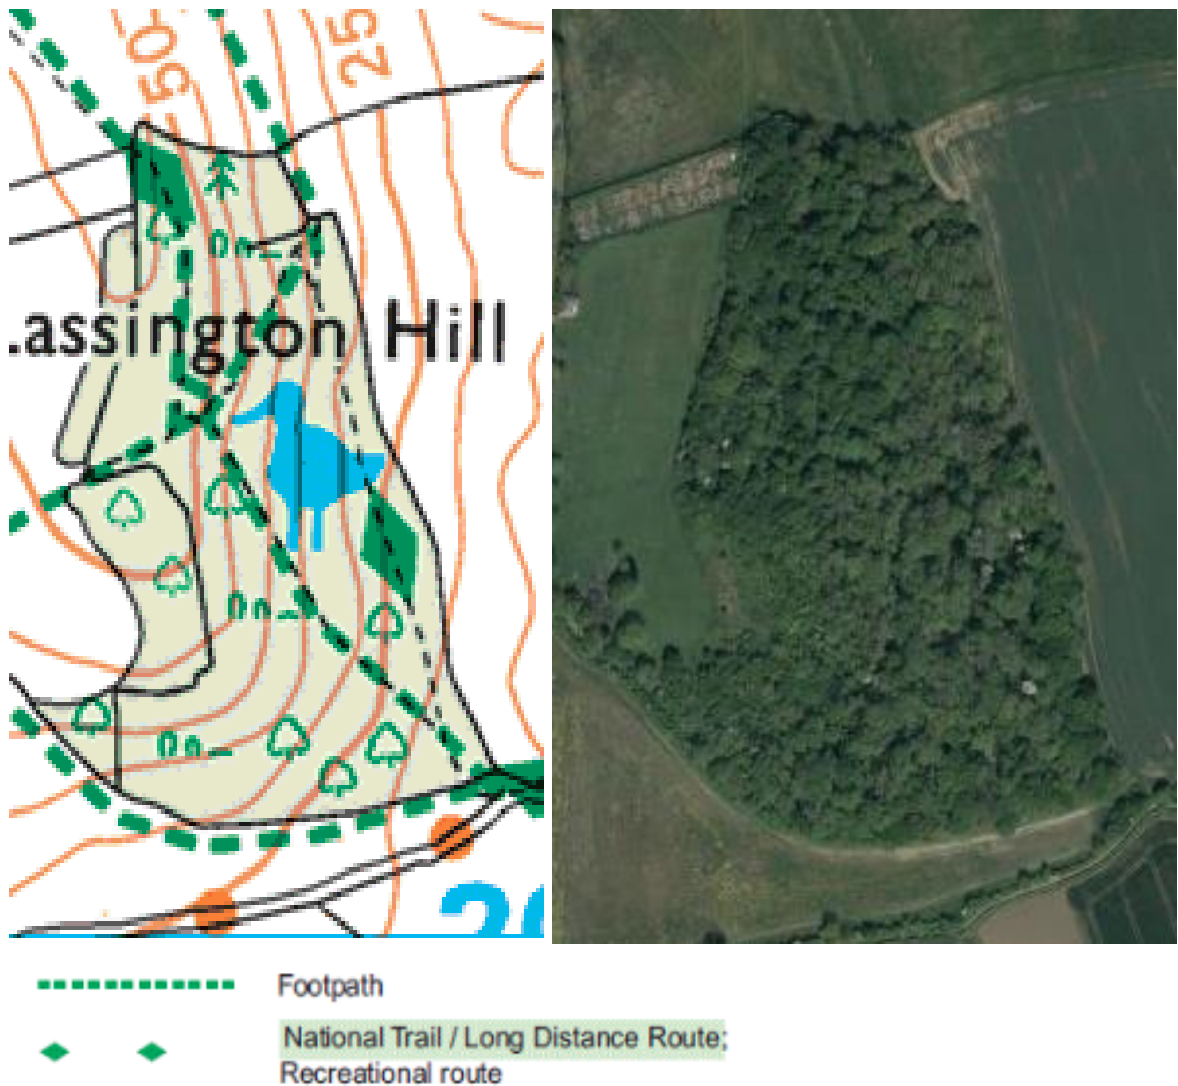 50
25
.assington Hill
Footpath
National Trail / Long Distance Route;
Recreational route